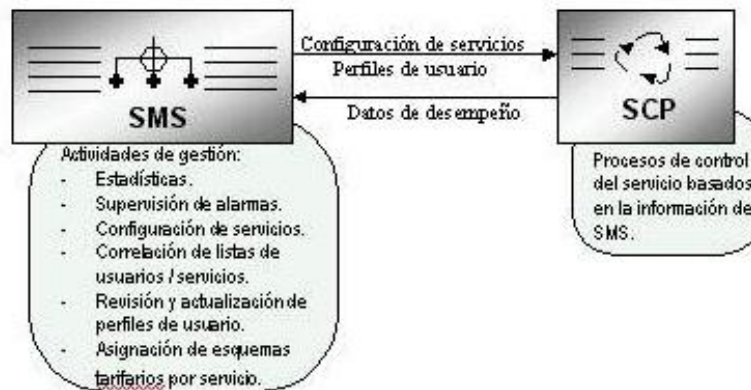 Configuración de servicios
Perfiles de usuario
Datos de desempeño
SMS
SCP
Actividades de gestión:
- Estadísticas.
- Supervisión de alarmas.
- Configuración de servicios.
- Correlación de listas de
usuarios / servicios.
- Revisión y actualización de
perfiles de usuario.
- Asignación de esquemas
tarifarios por servicio.
Procesos de control
del servicio basados
en la información de
SMS.